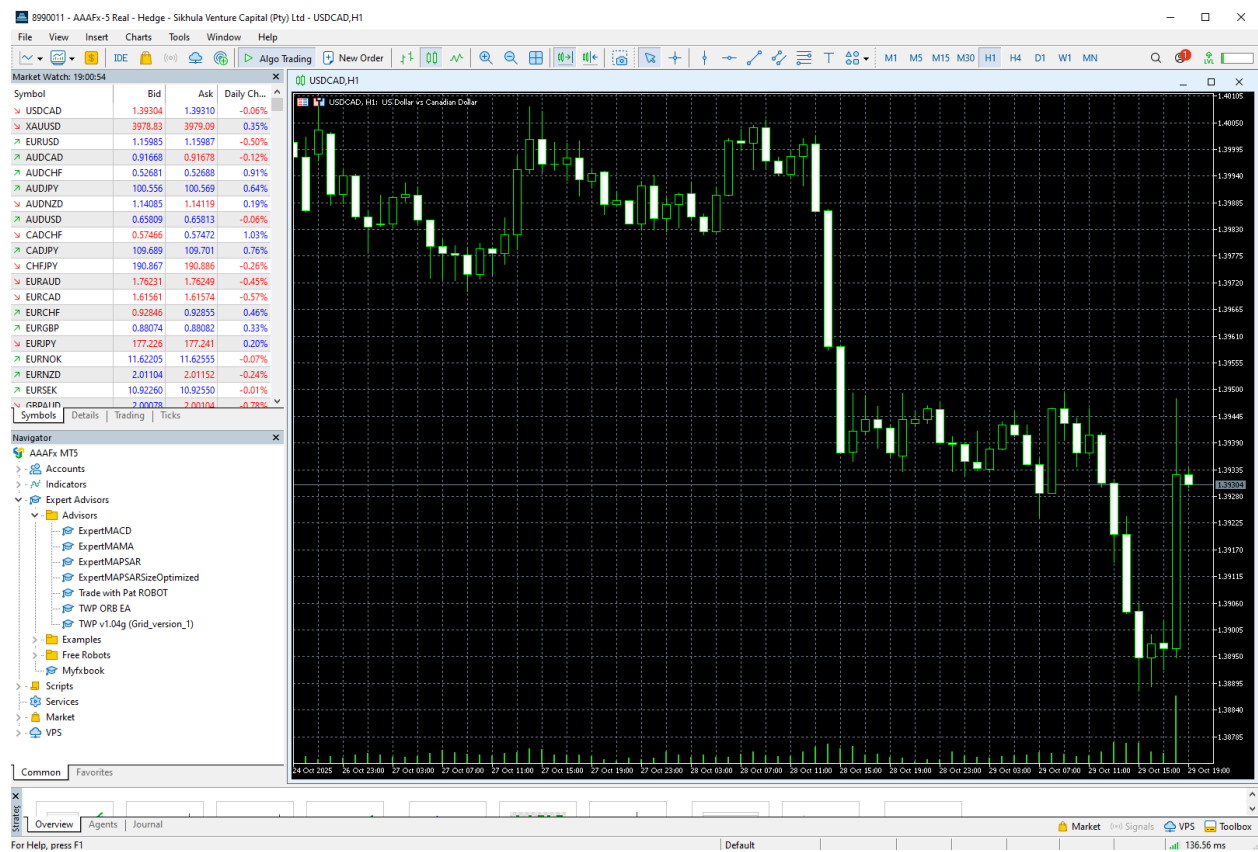 8990011 - AAAFx-5 Real - Hedge - Sikhula Venture Capital (Pty) Ltd - USDCAD,H1
File View Insert Charts Tools Window Help
IDE Algo Trading New Order M1 M5 M15 M30 H1 H4 D1 W1 MN 1 LVL
Market Watch: 19:00:54
Symbol Bid Ask Daily Ch...
USDCAD 1.39304 1.39310 -0.06%
XAUUSD 3978.83 3979.09 0.35%
EURUSD 1.15985 1.15987 -0.50%
AUDCAD 0.91668 0.91678 -0.12%
AUDCHF 0.52681 0.52688 0.91%
AUDJPY 100.556 100.569 0.64%
AUDNZD 1.14085 1.14119 0.19%
AUDUSD 0.65809 0.65813 -0.06%
CADCHF 0.57466 0.57472 1.03%
CADJPY 109.689 109.701 0.76%
CHFJPY 190.867 190.886 -0.26%
EURAUD 1.76231 1.76249 -0.45%
EURCAD 1.61561 1.61574 -0.57%
EURCHF 0.92846 0.92855 0.46%
EURGBP 0.88074 0.88082 0.33%
EURJPY 177.226 177.241 0.20%
EURNOK 11.62205 11.62555 -0.07%
EURNZD 2.01104 2.01152 -0.24%
EURSEK 10.92260 10.92550 -0.01%
GBPAUD 2.00078 2.00104 -0.78%
Symbols Details Trading Ticks
Navigator
AAAFx MT5
Accounts
Indicators
Expert Advisors
Advisors
ExpertMACD
ExpertMAMA
ExpertMAPSAR
ExpertMAPSARSizeOptimized
Trade with Pat ROBOT
TWP ORB EA
TWP v1.04g (Grid_version_1)
Examples
Free Robots
Myfxbook
Scripts
Services
Market
VPS
Common Favorites
USDCAD,H1
USDCAD, H1: US Dollar vs Canadian Dollar
1.40105
1.40050
1.39995
1.39940
1.39885
1.39830
1.39775
1.39720
1.39665
1.39610
1.39555
1.39500
1.39445
1.39390
1.39335
1.39304
1.39280
1.39225
1.39170
1.39115
1.39060
1.39005
1.38950
1.38895
1.38840
1.38785
24 Oct 2025 26 Oct 23:00 27 Oct 03:00 27 Oct 07:00 27 Oct 11:00 27 Oct 15:00 27 Oct 19:00 27 Oct 23:00 28 Oct 03:00 28 Oct 07:00 28 Oct 11:00 28 Oct 15:00 28 Oct 19:00 28 Oct 23:00 29 Oct 03:00 29 Oct 07:00 29 Oct 11:00 29 Oct 15:00 29 Oct 19:00
Overview Agents Journal
Market Signals VPS Toolbox
For Help, press F1 Default 136.56 ms